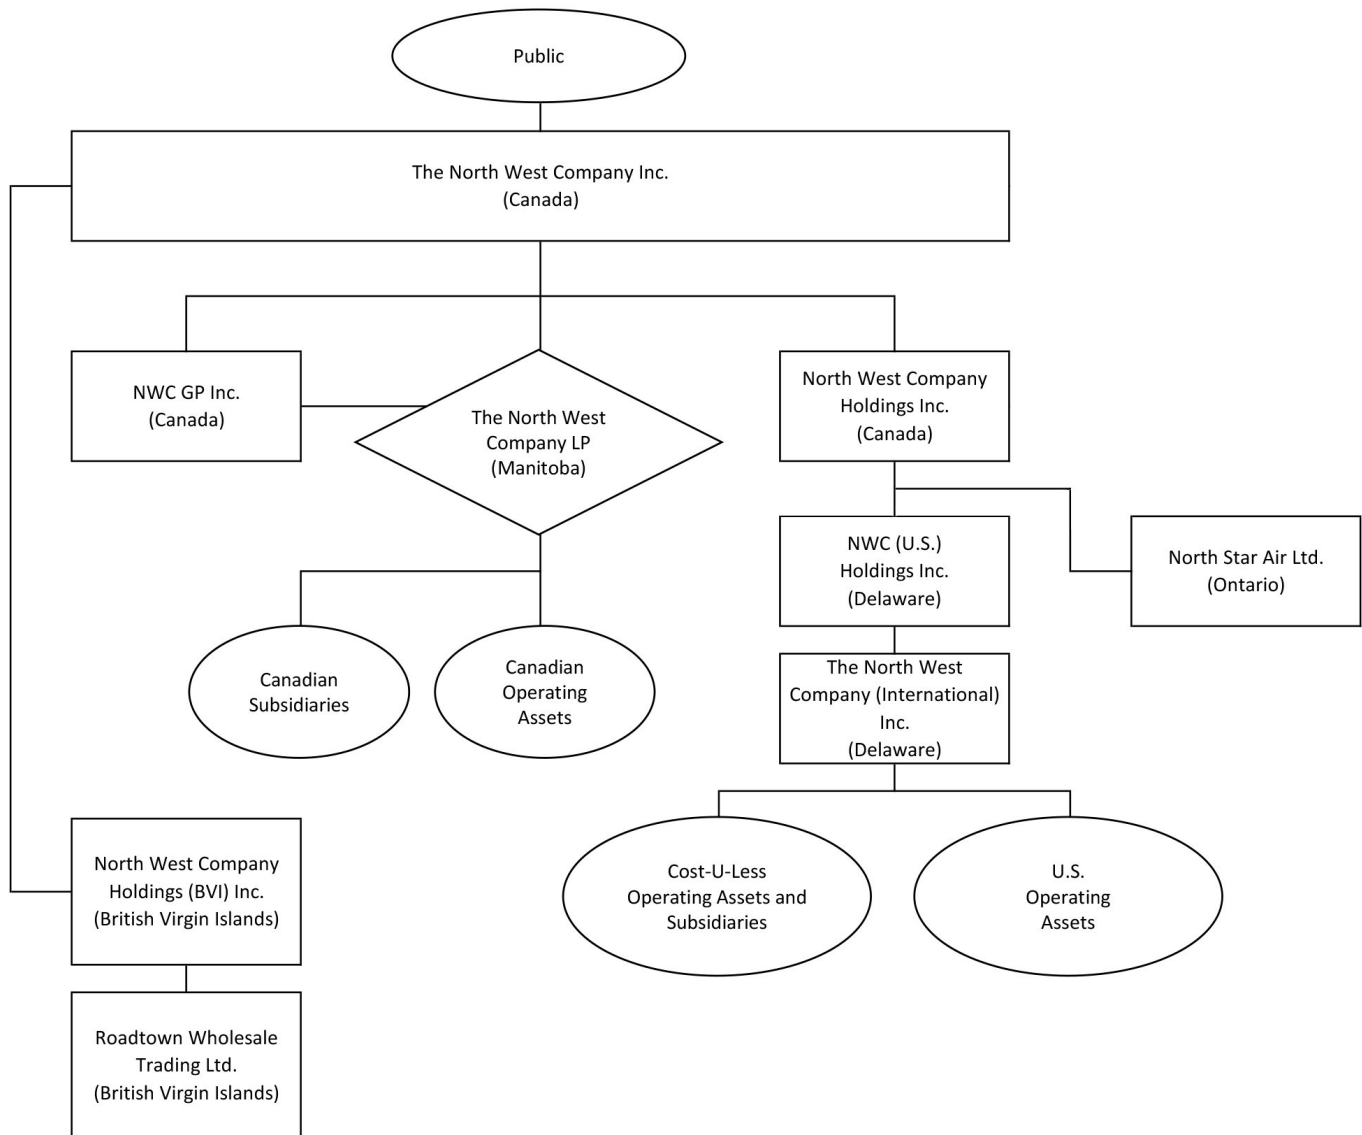 Public
The North West Company Inc.
(Canada)
NWC GP Inc.
(Canada)
The North West
Company LP
(Manitoba)
North West Company
Holdings Inc.
(Canada)
NWC (U.S.)
Holdings Inc.
(Delaware)
North Star Air Ltd.
(Ontario)
Canadian
Subsidiaries
Canadian
Operating
Assets
The North West
Company (International)
Inc.
(Delaware)
North West Company
Holdings (BVI) Inc.
(British Virgin Islands)
Cost-U-Less
Operating Assets and
Subsidiaries
U.S.
Operating
Assets
Roadtown Wholesale
Trading Ltd.
(British Virgin Islands)